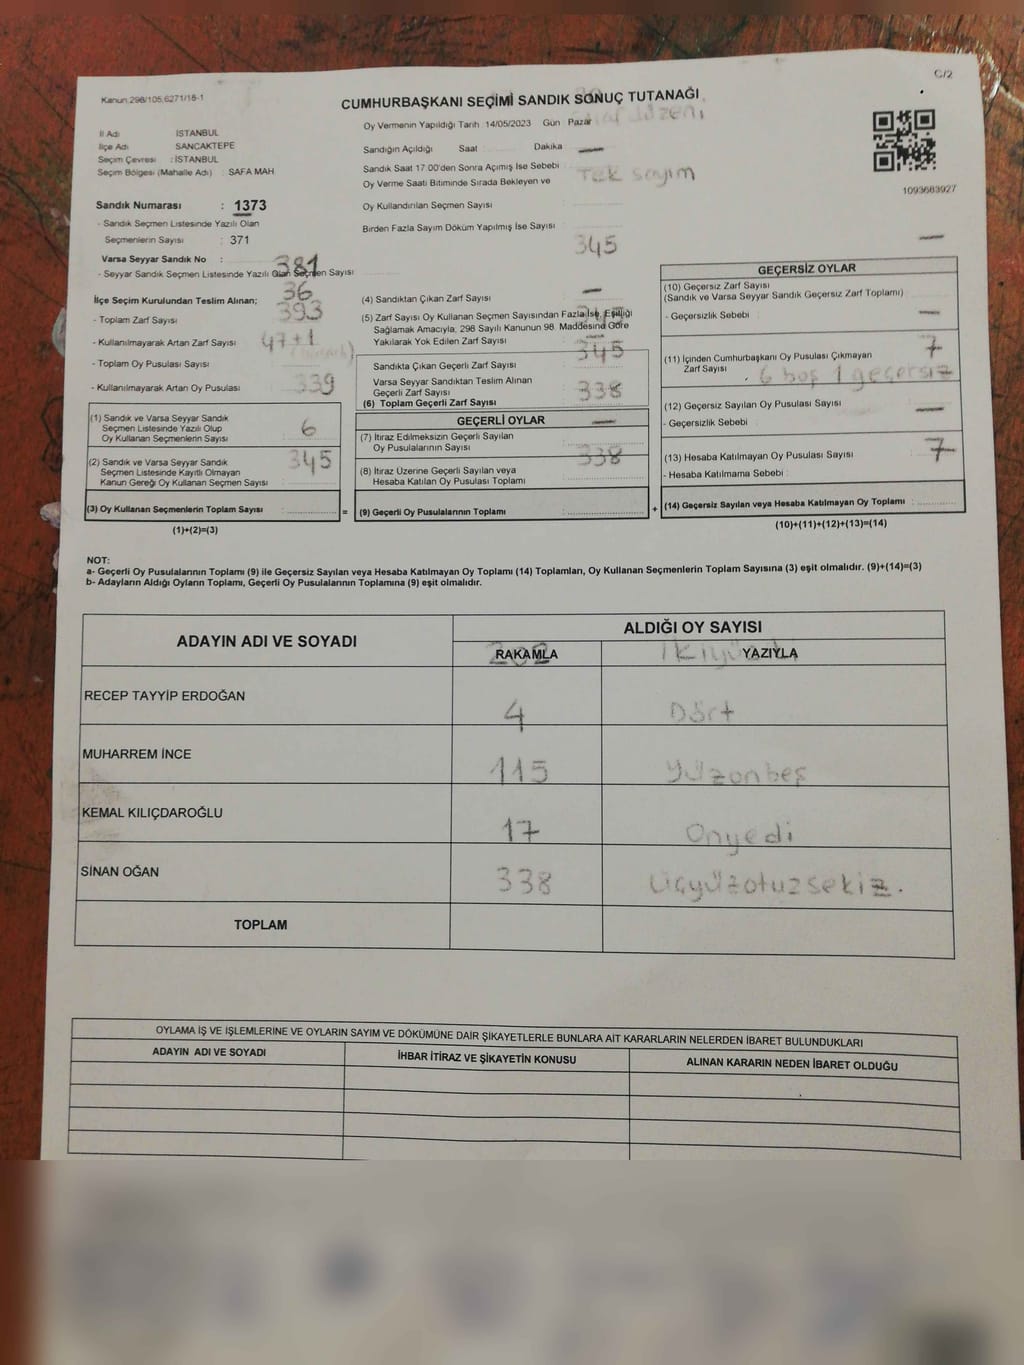 C/2
Kanun 298/105,6271/16-1
CUMHURBAŞKANI SEÇİMİ SANDIK SONUÇ TUTANAĞI
Oy Vermenin Yapıldığı Tarih 14/05/2023 Gün Pazar
İl Adı İSTANBUL
İlçe Adı SANCAKTEPE
Seçim Çevresi : İSTANBUL
Seçim Bölgesi (Mahalle Adı) : SAFA MAH.
Sandığın Açıldığı Saat Dakika —
Sandık Saat 17.00'den Sonra Açımış İse Sebebi
Tek sayım
Oy Verme Saati Bitiminde Sırada Bekleyen ve
Oy Kullandırılan Seçmen Sayısı
Birden Fazla Sayım Döküm Yapılmış İse Sayısı
1093683927
Sandık Numarası : 1373
- Sandık Seçmen Listesinde Yazılı Olan
Seçmenlerin Sayısı : 371
Varsa Seyyar Sandık No :
381
- Seyyar Sandık Seçmen Listesinde Yazılı Olan Seçmen Sayısı
36
İlçe Seçim Kurulundan Teslim Alınan;
393
- Toplam Zarf Sayısı
- Kullanılmayarak Artan Zarf Sayısı
47+1
- Toplam Oy Pusulası Sayısı
- Kullanılmayarak Artan Oy Pusulası
339
(1) Sandık ve Varsa Seyyar Sandık
Seçmen Listesinde Yazılı Olup
Oy Kullanan Seçmenlerin Sayısı
6
(2) Sandık ve Varsa Seyyar Sandık
Seçmen Listesinde Kayıtlı Olmayan
Kanun Gereği Oy Kullanan Seçmen Sayısı
345
(3) Oy Kullanan Seçmenlerin Toplam Sayısı
(1)+(2)=(3)
345
(4) Sandıktan Çıkan Zarf Sayısı —
(5) Zarf Sayısı Oy Kullanan Seçmen Sayısından Fazla İse, Eşitliği
Sağlamak Amacıyla, 298 Sayılı Kanunun 98. Maddesine Göre
Yakılarak Yok Edilen Zarf Sayısı
345
Sandıkta Çıkan Geçerli Zarf Sayısı
—
345
Varsa Seyyar Sandıktan Teslim Alınan
Geçerli Zarf Sayısı
338
(6) Toplam Geçerli Zarf Sayısı
GEÇERLİ OYLAR —
(7) İtiraz Edilmeksizin Geçerli Sayılan
Oy Pusulalarının Sayısı
338
(8) İtiraz Üzerine Geçerli Sayılan veya
Hesaba Katılan Oy Pusulası Toplamı
= (9) Geçerli Oy Pusulalarının Toplamı +
—
GEÇERSİZ OYLAR
(10) Geçersiz Zarf Sayısı
(Sandık ve Varsa Seyyar Sandık Geçersiz Zarf Toplamı)
- Geçersizlik Sebebi —
(11) İçinden Cumhurbaşkanı Oy Pusulası Çıkmayan
Zarf Sayısı
7
6 boş 1 geçersiz
(12) Geçersiz Sayılan Oy Pusulası Sayısı —
- Geçersizlik Sebebi
(13) Hesaba Katılmayan Oy Pusulası Sayısı 7
- Hesaba Katılmama Sebebi :
(14) Geçersiz Sayılan veya Hesaba Katılmayan Oy Toplamı :
(10)+(11)+(12)+(13)=(14)
NOT:
a- Geçerli Oy Pusulalarının Toplamı (9) ile Geçersiz Sayılan veya Hesaba Katılmayan Oy Toplamı (14) Toplamları, Oy Kullanan Seçmenlerin Toplam Sayısına (3) eşit olmalıdır. (9)+(14)=(3)
b- Adayların Aldığı Oyların Toplamı, Geçerli Oy Pusulalarının Toplamına (9) eşit olmalıdır.
ADAYIN ADI VE SOYADI ALDIĞI OY SAYISI
RAKAMLA YAZIYLA
202
RECEP TAYYİP ERDOĞAN 4 Dört
MUHARREM İNCE 115 Yüzonbeş
KEMAL KILIÇDAROĞLU 17 Onyedi
SİNAN OĞAN 338 Üçyüzotuzsekiz.
TOPLAM
OYLAMA İŞ VE İŞLEMLERİNE VE OYLARIN SAYIM VE DÖKÜMÜNE DAİR ŞİKAYETLERLE BUNLARA AİT KARARLARIN NELERDEN İBARET BULUNDUKLARI
ADAYIN ADI VE SOYADI İHBAR İTİRAZ VE ŞİKAYETİN KONUSU ALINAN KARARIN NEDEN İBARET OLDUĞU